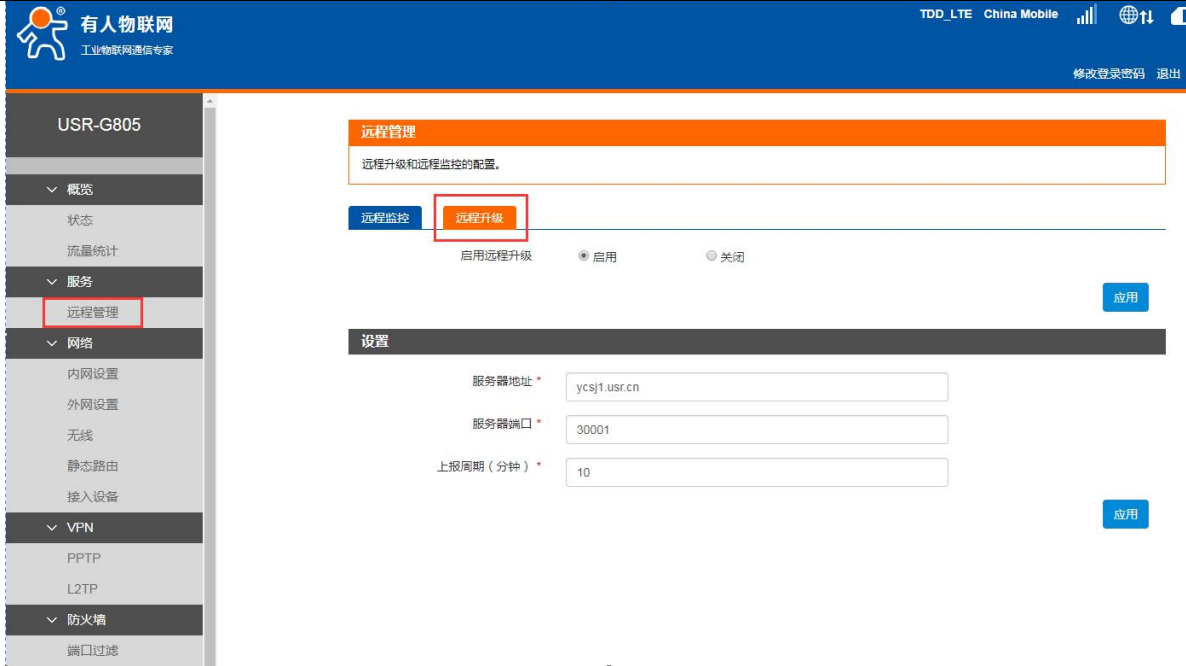 有人物联网
®
工业物联网通信专家
TDD_LTE China Mobile
修改登录密码 退出
USR-G805
概览
状态
流量统计
服务
远程管理
网络
内网设置
外网设置
无线
静态路由
接入设备
VPN
PPTP
L2TP
防火墙
端口过滤
远程管理
远程升级和远程监控的配置。
远程监控 远程升级
启用远程升级 启用 关闭
应用
设置
服务器地址 * ycsj1.usr.cn
服务器端口 * 30001
上报周期（分钟） * 10
应用